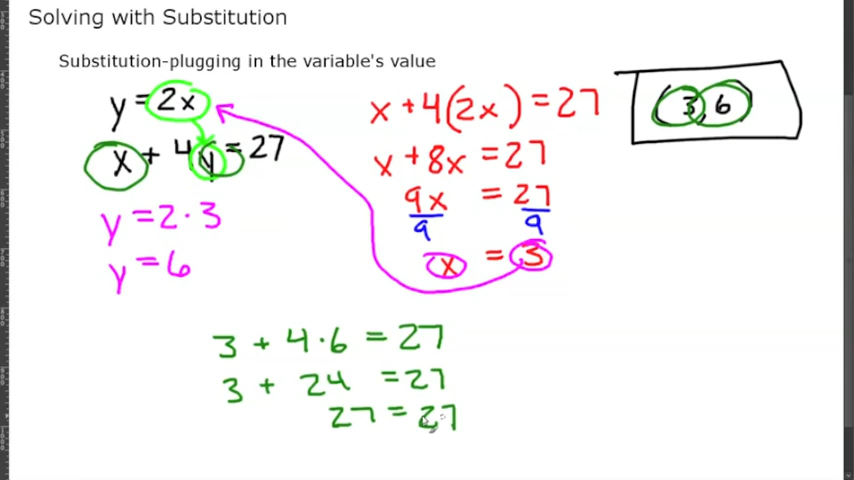 Solving with Substitution
Substitution-plugging in the variable's value
y = 2x
x + 4y = 27
y = 2 · 3
y = 6
x + 4(2x) = 27
x + 8x = 27
9x = 27
9 9
x = 3
(3, 6)
3 + 4 · 6 = 27
3 + 24 = 27
27 = 27